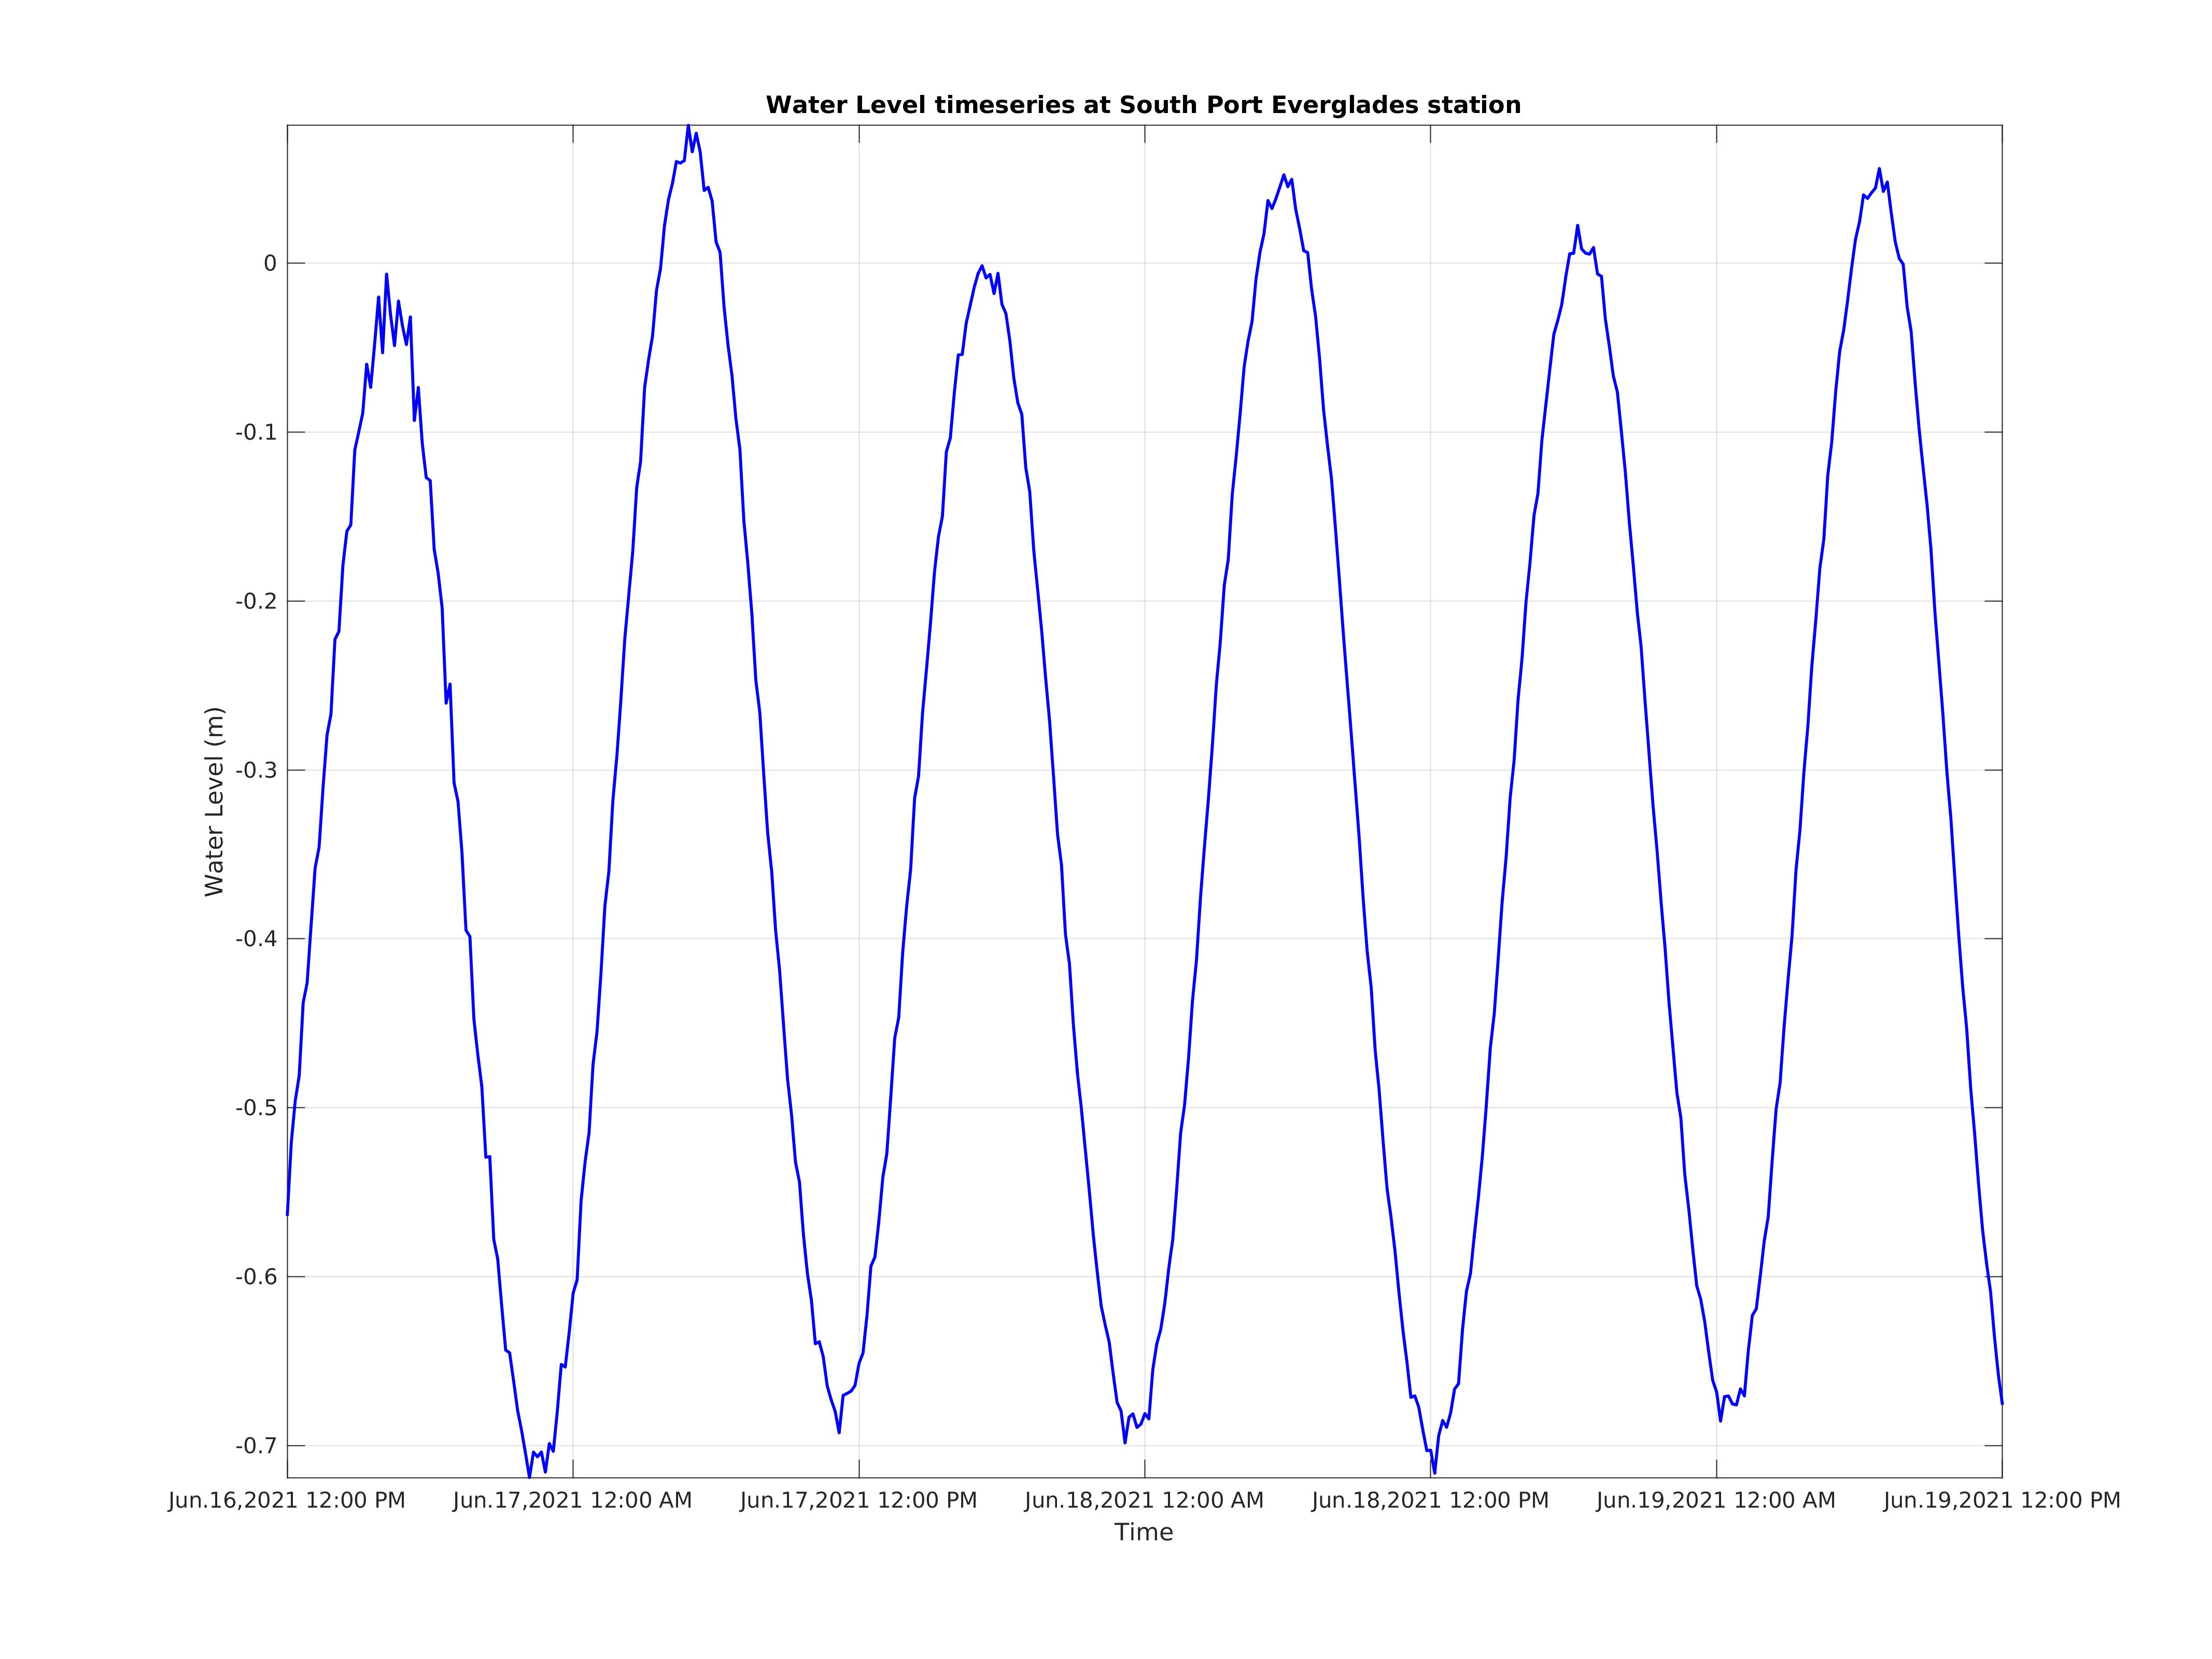 Water Level timeseries at South Port Everglades station
0
-0.1
-0.2
-0.3
-0.4
-0.5
-0.6
-0.7
Water Level (m)
Jun.16,2021 12:00 PM
Jun.17,2021 12:00 AM
Jun.17,2021 12:00 PM
Jun.18,2021 12:00 AM
Jun.18,2021 12:00 PM
Jun.19,2021 12:00 AM
Jun.19,2021 12:00 PM
Time